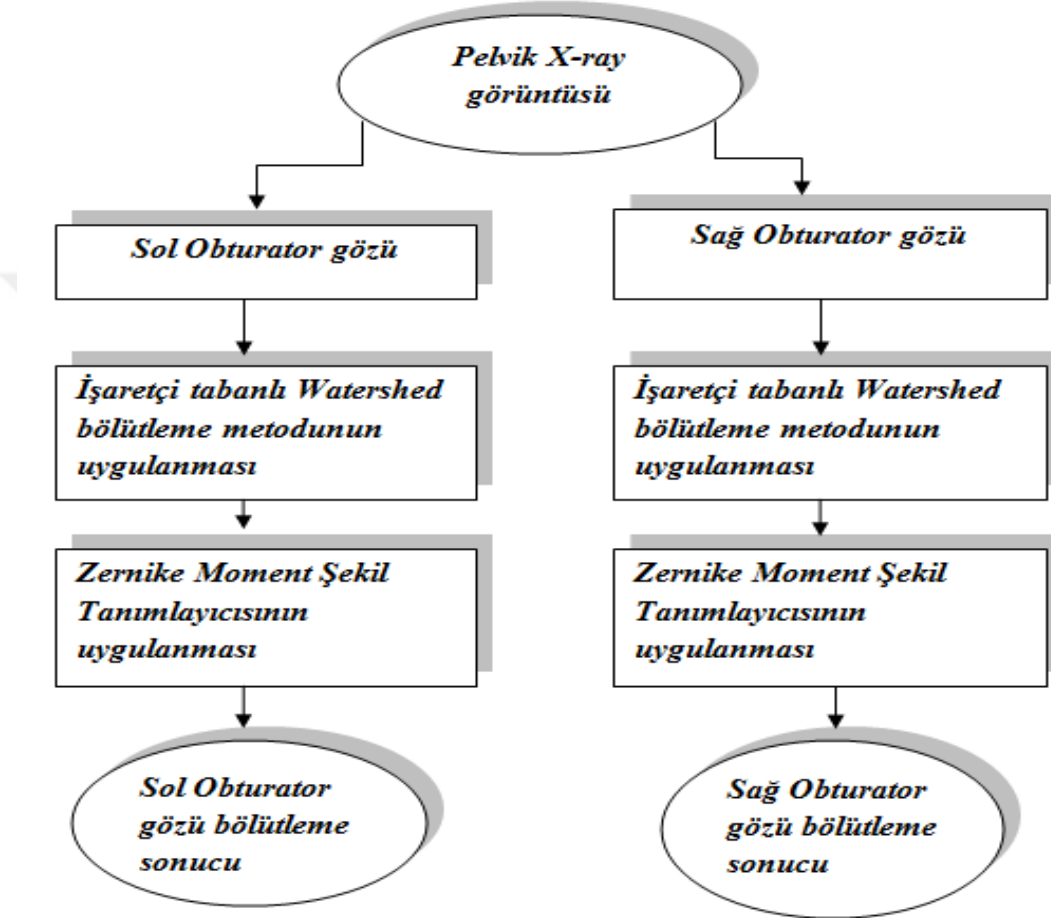 Pelvik X-ray
görüntüsü
Sol Obturator gözü
Sağ Obturator gözü
İşaretçi tabanlı Watershed
bölütleme metodunun
uygulanması
İşaretçi tabanlı Watershed
bölütleme metodunun
uygulanması
Zernike Moment Şekil
Tanımlayıcısının
uygulanması
Zernike Moment Şekil
Tanımlayıcısının
uygulanması
Sol Obturator
gözü bölütleme
sonucu
Sağ Obturator
gözü bölütleme
sonucu